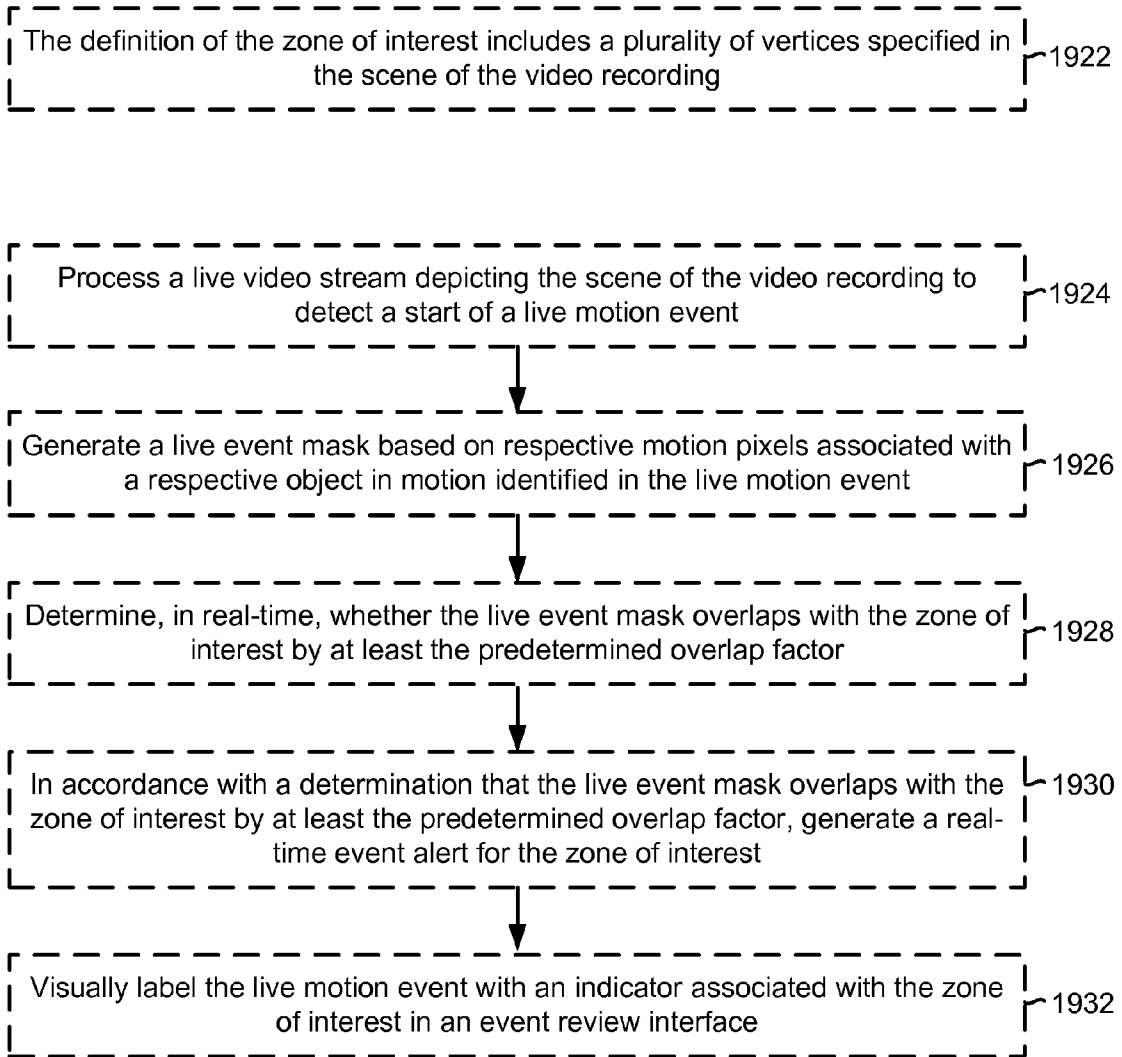 The definition of the zone of interest includes a plurality of vertices specified in
the scene of the video recording
1922
Process a live video stream depicting the scene of the video recording to
detect a start of a live motion event
1924
Generate a live event mask based on respective motion pixels associated with
a respective object in motion identified in the live motion event
1926
Determine, in real-time, whether the live event mask overlaps with the zone of
interest by at least the predetermined overlap factor
1928
In accordance with a determination that the live event mask overlaps with the
zone of interest by at least the predetermined overlap factor, generate a real-
time event alert for the zone of interest
1930
Visually label the live motion event with an indicator associated with the zone
of interest in an event review interface
1932